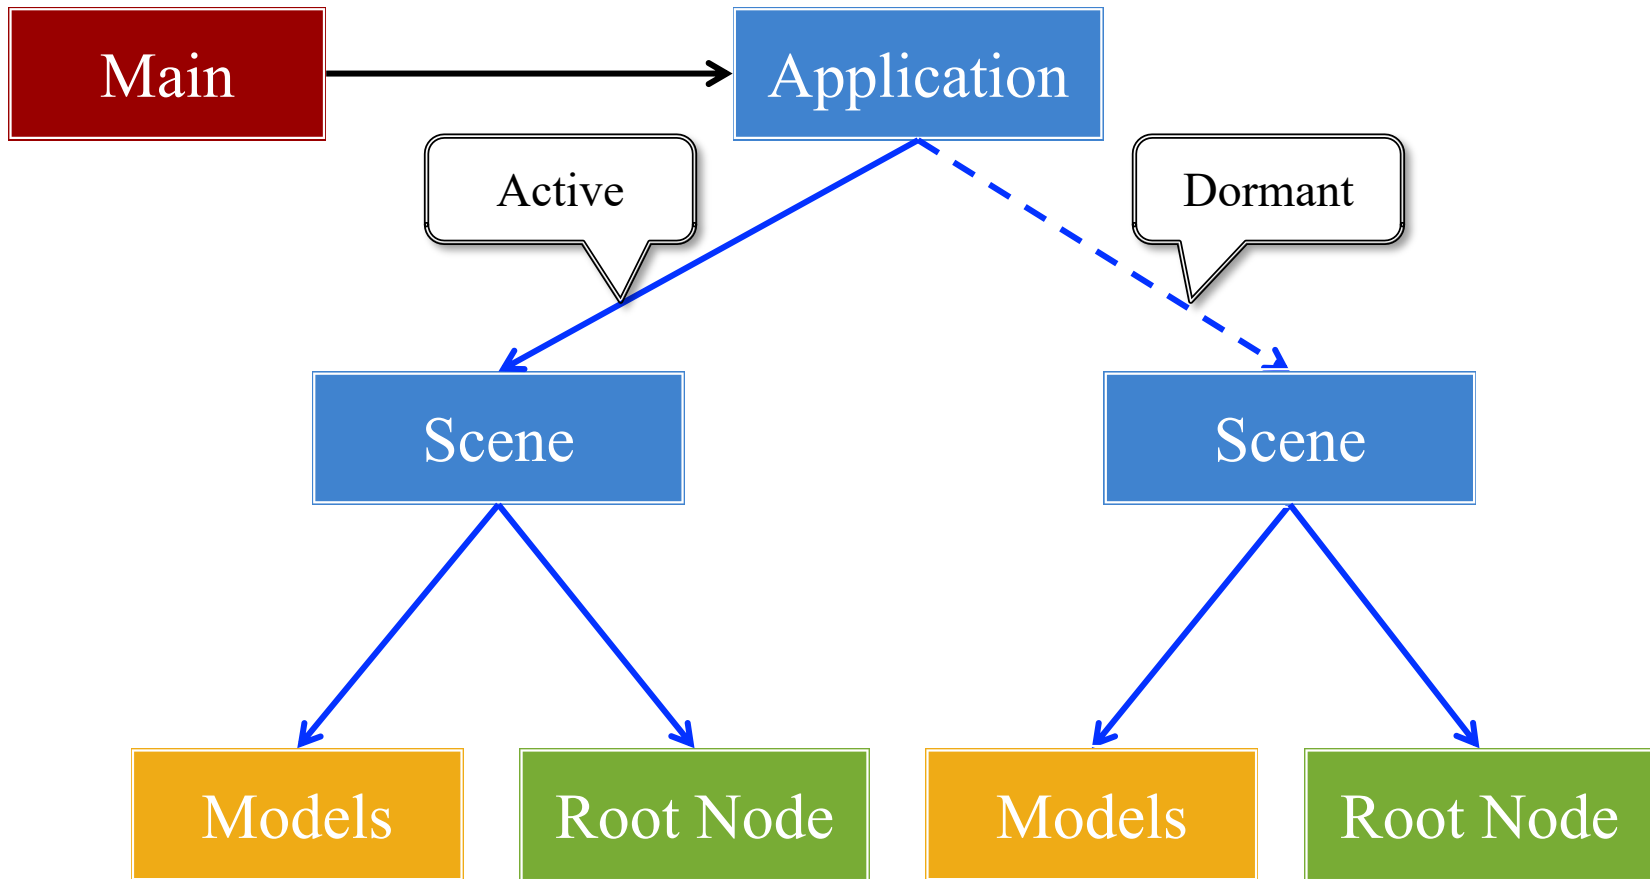 Main
Application
Active
Dormant
Scene
Scene
Models
Root Node
Models
Root Node